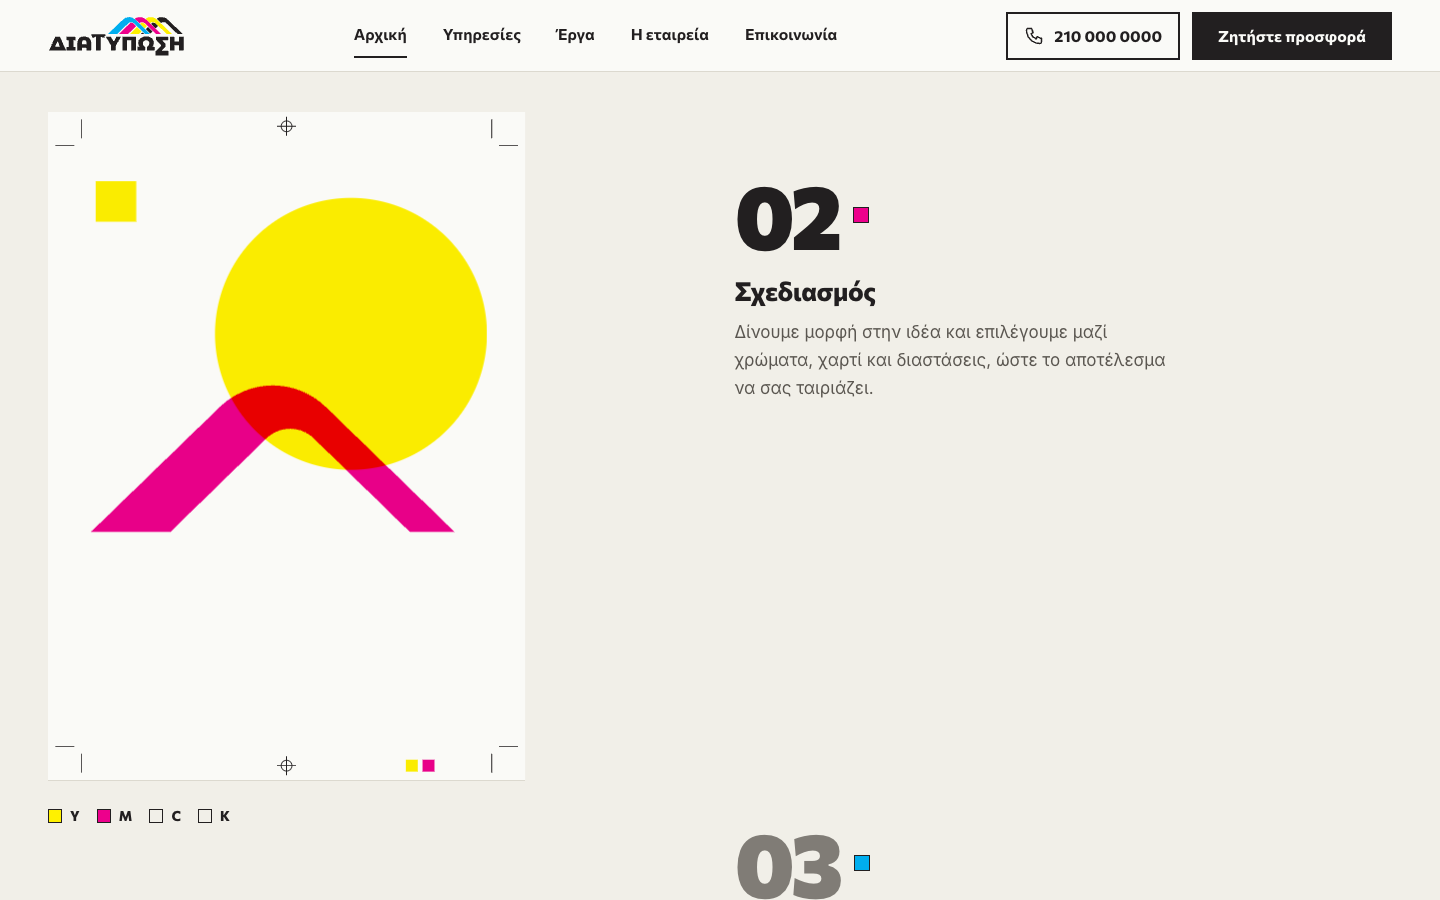 ΔΙΑΤΥΠΩΣΗ
Αρχική
Υπηρεσίες
Έργα
Η εταιρεία
Επικοινωνία
210 000 0000
Ζητήστε προσφορά
02
Σχεδιασμός
Δίνουμε μορφή στην ιδέα και επιλέγουμε μαζί
χρώματα, χαρτί και διαστάσεις, ώστε το αποτέλεσμα
να σας ταιριάζει.
Y M C K
03